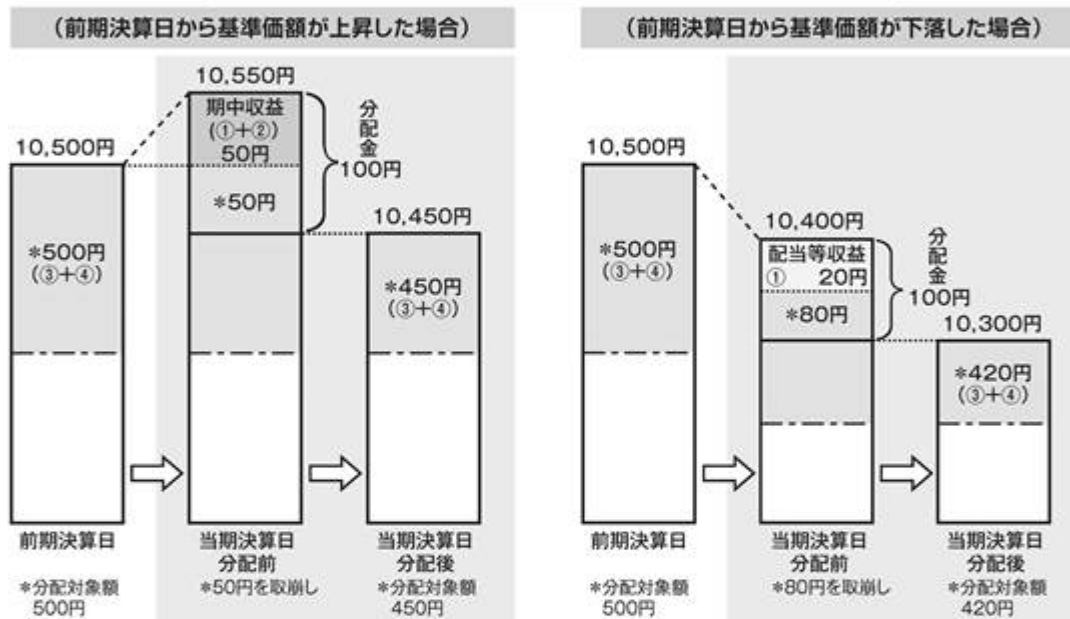 （前期決算日から基準価額が上昇した場合）
10,550円
期中収益
(①+②)
50円
分配金
100円
10,500円
*50円
10,450円
*500円
(③+④)
*450円
(③+④)
前期決算日
当期決算日
分配前
当期決算日
分配後
*分配対象額
500円
*50円を取崩し
*分配対象額
450円
（前期決算日から基準価額が下落した場合）
10,500円
10,400円
配当等収益
① 20円
分配金
100円
*500円
(③+④)
*80円
10,300円
*420円
(③+④)
前期決算日
当期決算日
分配前
当期決算日
分配後
*分配対象額
500円
*80円を取崩し
*分配対象額
420円